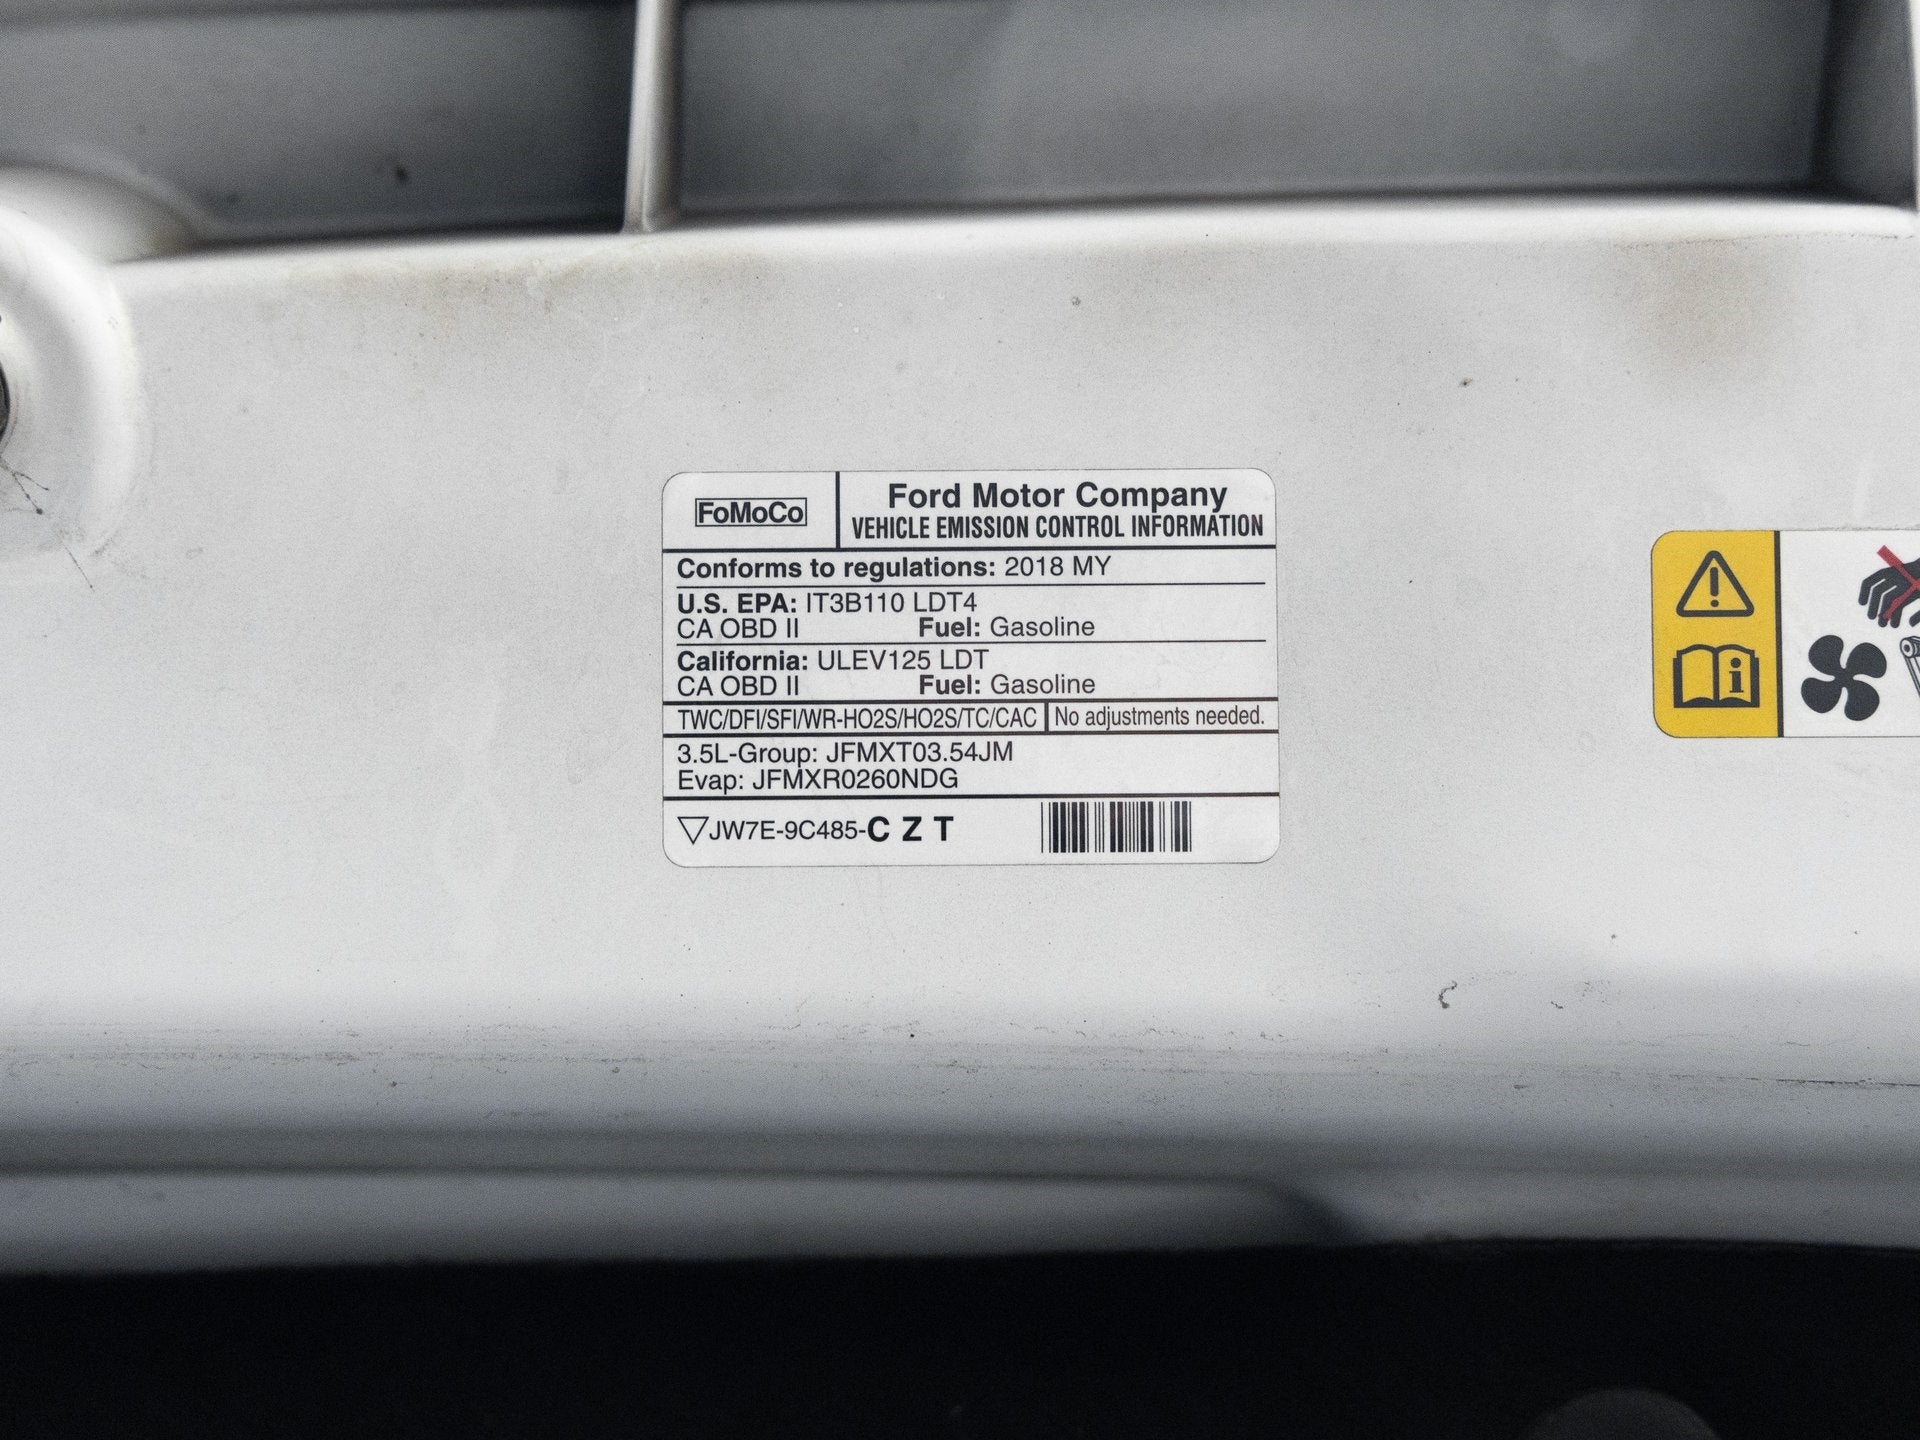 FoMoCo
Ford Motor Company
VEHICLE EMISSION CONTROL INFORMATION
Conforms to regulations: 2018 MY
U.S. EPA: IT3B110 LDT4
CA OBD II Fuel: Gasoline
California: ULEV125 LDT
CA OBD II Fuel: Gasoline
TWC/DFI/SFI/WR-HO2S/HO2S/TC/CAC No adjustments needed.
3.5L-Group: JFMXT03.54JM
Evap: JFMXR0260NDG
JW7E-9C485-C Z T